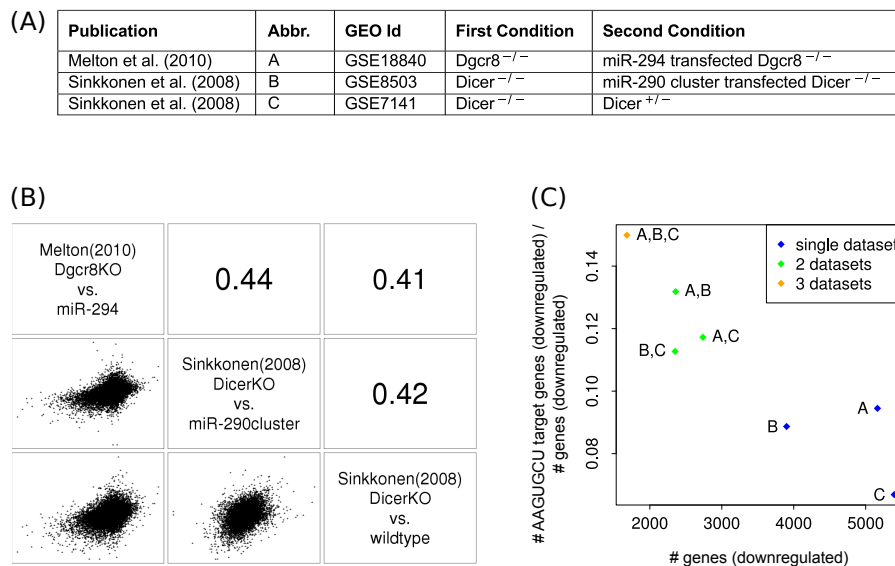 (A)
Publication Abbr. GEO Id First Condition Second Condition
Melton et al. (2010) A GSE18840 Dgcr8 −/− miR-294 transfected Dgcr8 −/−
Sinkkonen et al. (2008) B GSE8503 Dicer −/− miR-290 cluster transfected Dicer −/−
Sinkkonen et al. (2008) C GSE7141 Dicer −/− Dicer +/−
(B)
Melton(2010)
Dgcr8KO
vs.
miR-294
0.44
0.41
Sinkkonen(2008)
DicerKO
vs.
miR-290cluster
0.42
Sinkkonen(2008)
DicerKO
vs.
wildtype
(C)
# AAGUGCU target genes (downregulated) /
# genes (downregulated)
0.14
0.12
0.10
0.08
A,B,C
A,B
A,C
B,C
A
B
C
single dataset
2 datasets
3 datasets
2000 3000 4000 5000
# genes (downregulated)